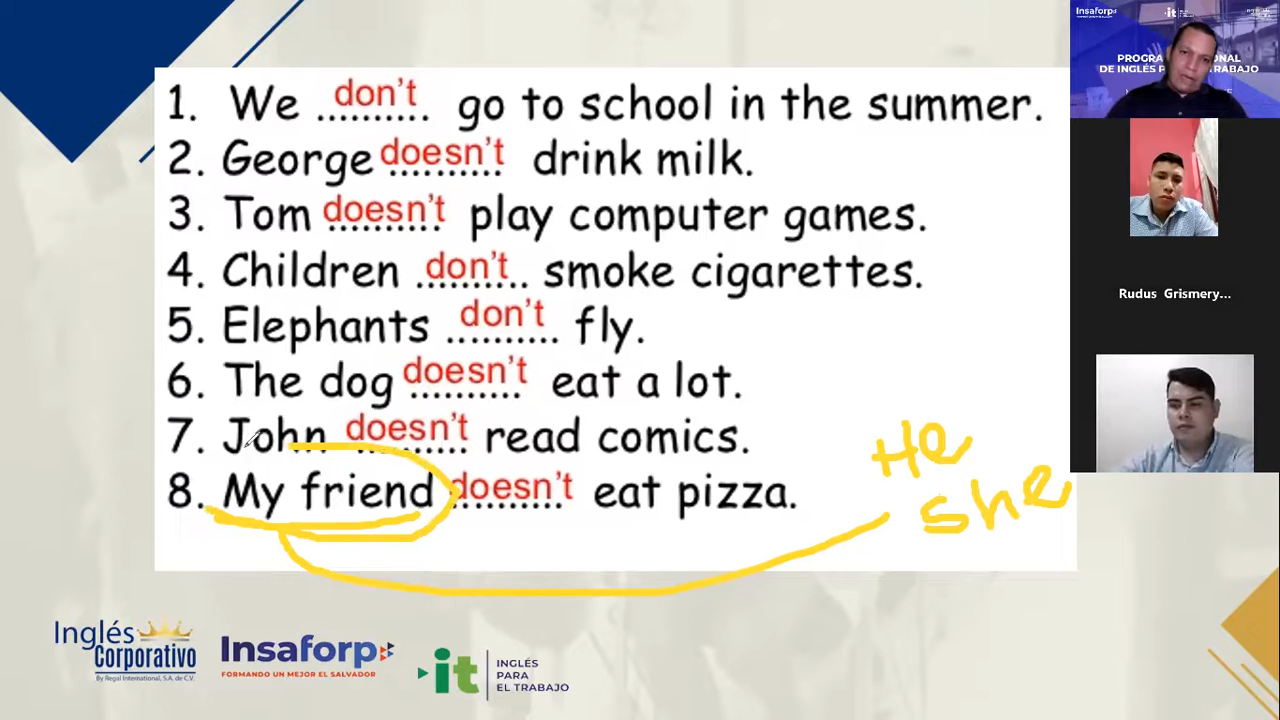 1. We don't go to school in the summer.
2. George doesn't drink milk.
3. Tom doesn't play computer games.
4. Children don't smoke cigarettes.
5. Elephants don't fly.
6. The dog doesn't eat a lot.
7. John doesn't read comics.
8. My friend doesn't eat pizza.
He
She
Inglés
Corporativo
By Regal International, S.A. de C.V.
Insaforp
FORMANDO UN MEJOR EL SALVADOR
it
INGLÉS
PARA
EL TRABAJO
Insaforp
it
Rudus Grismery...